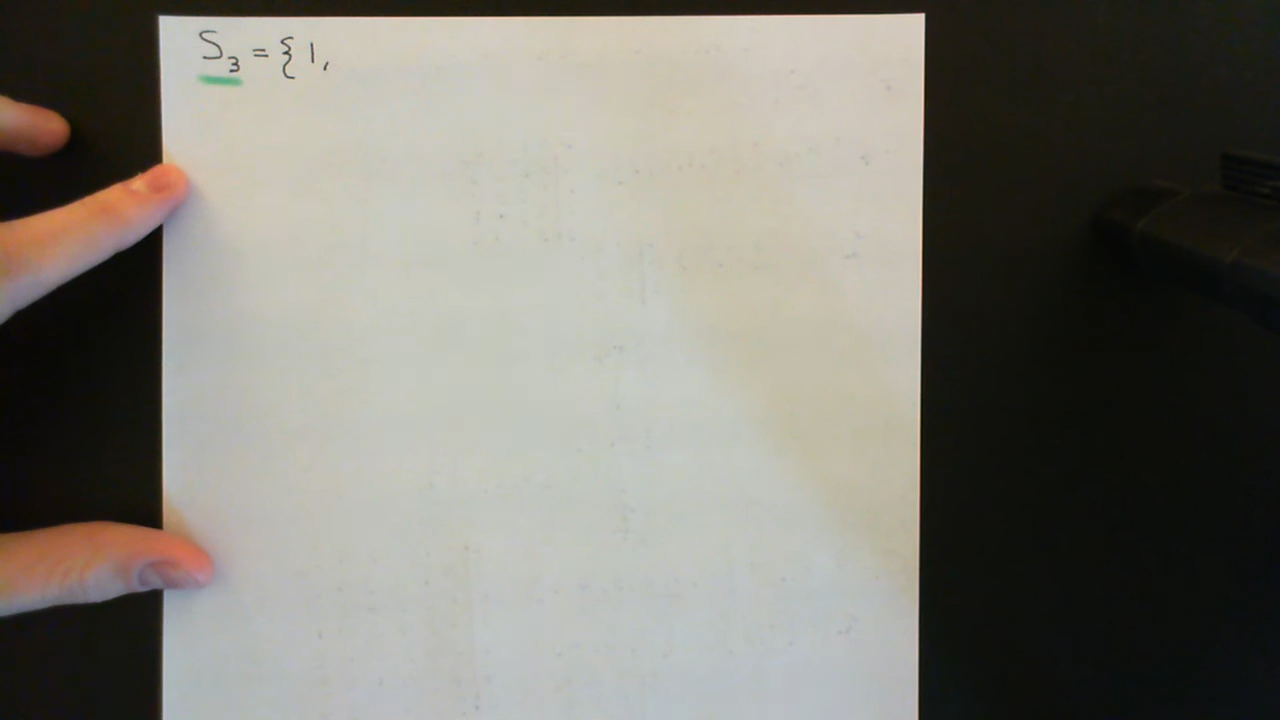 S₃ = { 1,